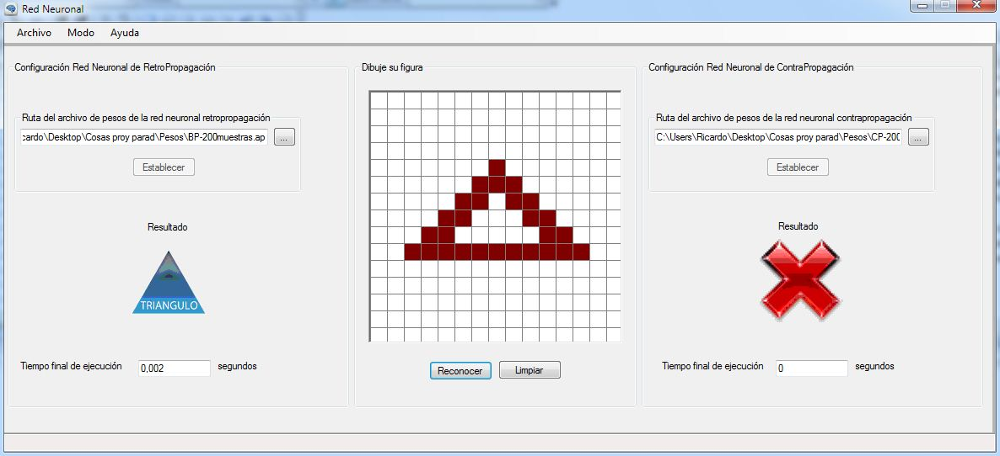 Red Neuronal
Archivo Modo Ayuda
Configuración Red Neuronal de RetroPropagación
Ruta del archivo de pesos de la red neuronal retropropagación
cardo\Desktop\Cosas proy parad\Pesos\BP-200muestras.ap ...
Establecer
Resultado
TRIANGULO
Tiempo final de ejecución 0,002 segundos
Dibuje su figura
Reconocer Limpiar
Configuración Red Neuronal de ContraPropagación
Ruta del archivo de pesos de la red neuronal contrapropagación
C:\Users\Ricardo\Desktop\Cosas proy parad\Pesos\CP-200 ...
Establecer
Resultado
Tiempo final de ejecución 0 segundos